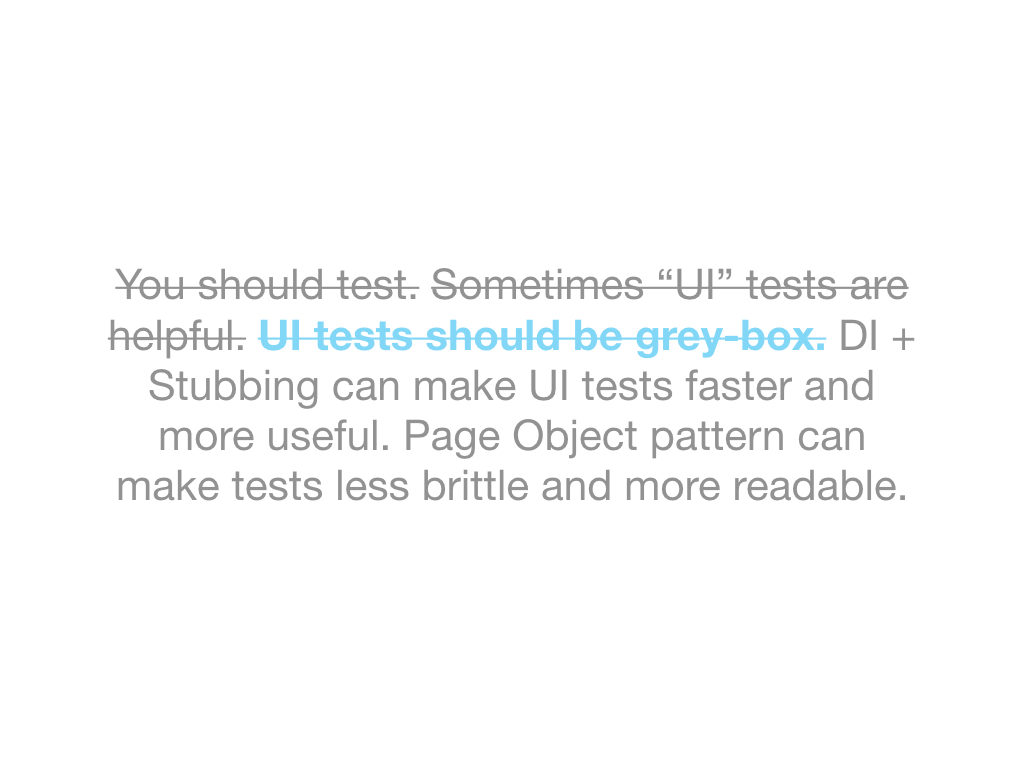 You should test. Sometimes “UI” tests are
helpful. UI tests should be grey-box. DI +
Stubbing can make UI tests faster and
more useful. Page Object pattern can
make tests less brittle and more readable.